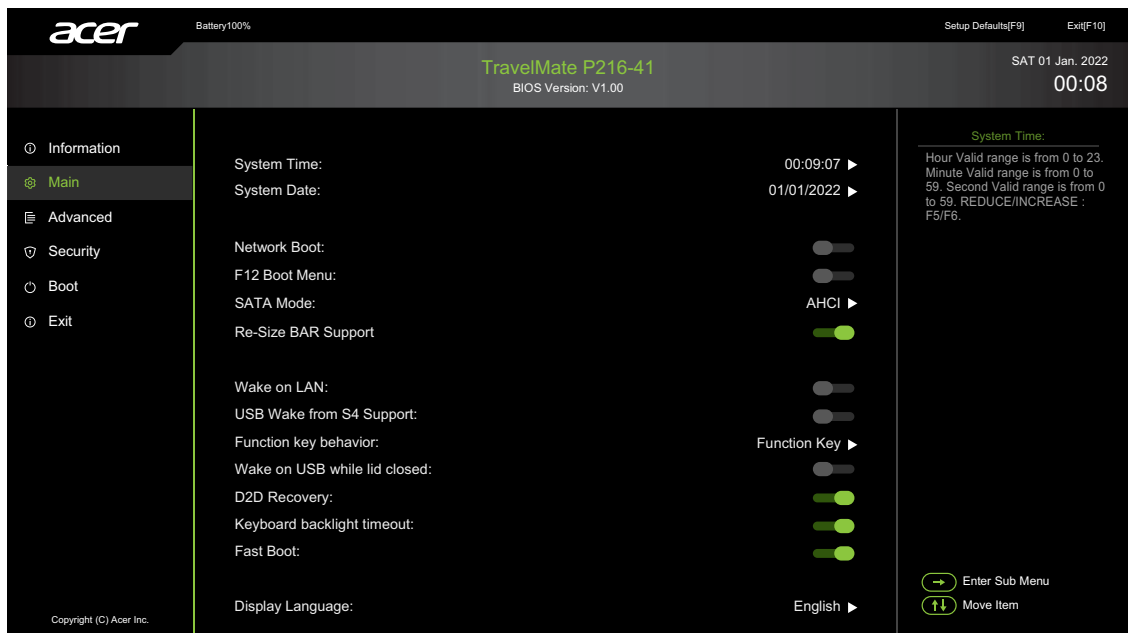 acer
Battery100%
Setup Defaults[F9]
Exit[F10]
TravelMate P216-41
BIOS Version: V1.00
SAT 01 Jan. 2022
00:08
Information
Main
Advanced
Security
Boot
Exit
System Time: 00:09:07
System Date: 01/01/2022
Network Boot:
F12 Boot Menu:
SATA Mode: AHCI
Re-Size BAR Support
Wake on LAN:
USB Wake from S4 Support:
Function key behavior: Function Key
Wake on USB while lid closed:
D2D Recovery:
Keyboard backlight timeout:
Fast Boot:
Display Language: English
System Time:
Hour Valid range is from 0 to 23.
Minute Valid range is from 0 to
59. Second Valid range is from 0
to 59. REDUCE/INCREASE :
F5/F6.
Enter Sub Menu
Move Item
Copyright (C) Acer Inc.